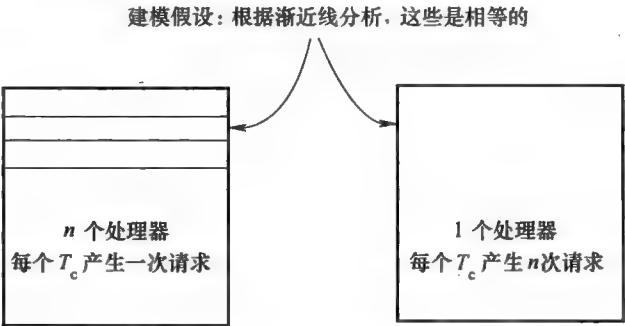 建模假设：根据渐近线分析，这些是相等的
n 个处理器
每个 Tc 产生一次请求
1 个处理器
每个 Tc 产生 n次请求